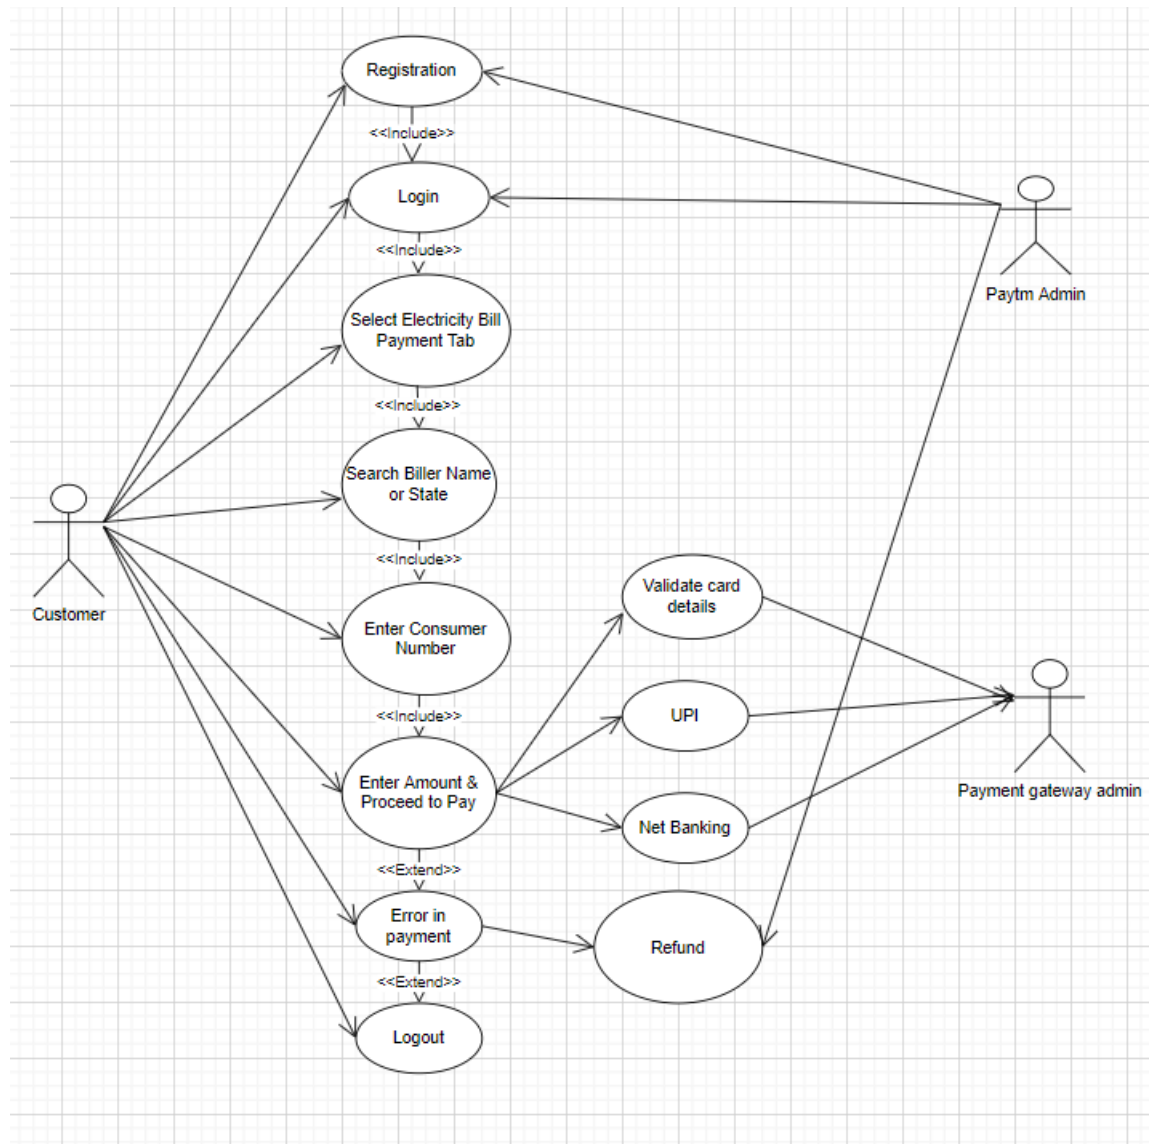 Registration
<<Include>>
Login
<<Include>>
Select Electricity Bill
Payment Tab
<<Include>>
Search Biller Name
or State
<<Include>>
Enter Consumer
Number
<<Include>>
Enter Amount &
Proceed to Pay
<<Extend>>
Error in
payment
<<Extend>>
Logout
Customer
Validate card
details
UPI
Net Banking
Refund
Paytm Admin
Payment gateway admin